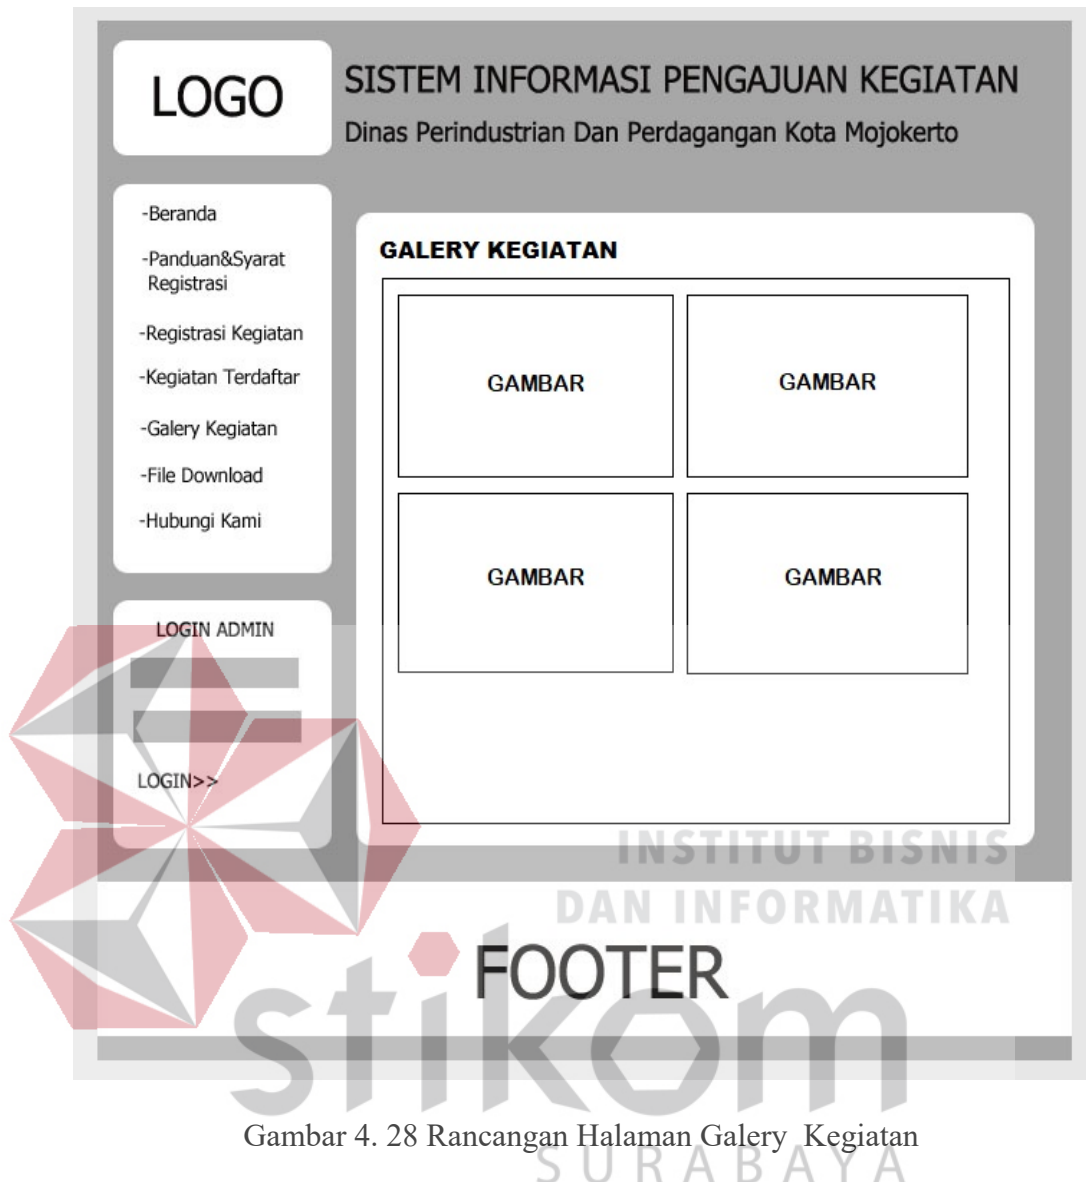 LOGO
SISTEM INFORMASI PENGAJUAN KEGIATAN
Dinas Perindustrian Dan Perdagangan Kota Mojokerto
-Beranda
-Panduan&Syarat
Registrasi
-Registrasi Kegiatan
-Kegiatan Terdaftar
-Galery Kegiatan
-File Download
-Hubungi Kami
LOGIN ADMIN
LOGIN>>
GALERY KEGIATAN
GAMBAR
GAMBAR
GAMBAR
GAMBAR
INSTITUT BISNIS
DAN INFORMATIKA
FOOTER
stikom
SURABAYA
Gambar 4. 28 Rancangan Halaman Galery Kegiatan